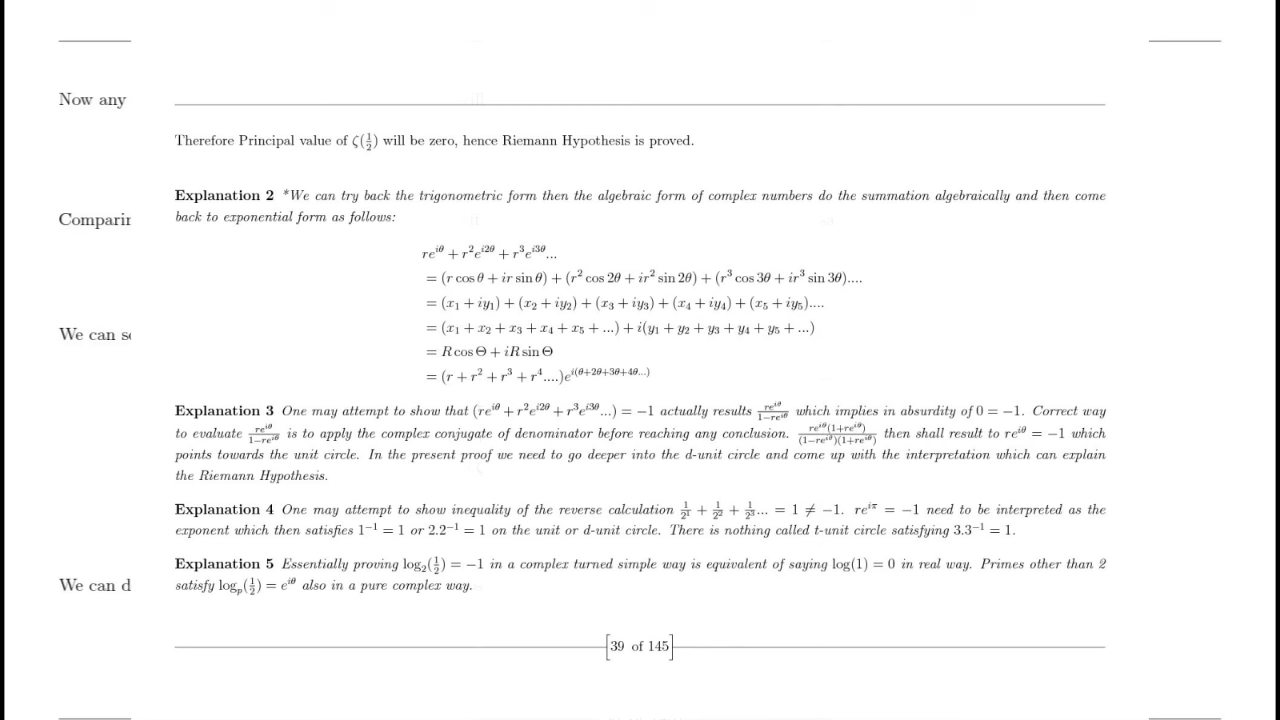 Now any
Therefore Principal value of ζ(1/2) will be zero, hence Riemann Hypothesis is proved.
Explanation 2 *We can try back the trigonometric form then the algebraic form of complex numbers do the summation algebraically and then come
back to exponential form as follows:
Comparin
re^{iθ} + r^2e^{i2θ} + r^3e^{i3θ}...
= (r cos θ + ir sin θ) + (r^2 cos 2θ + ir^2 sin 2θ) + (r^3 cos 3θ + ir^3 sin 3θ)....
= (x_1 + iy_1) + (x_2 + iy_2) + (x_3 + iy_3) + (x_4 + iy_4) + (x_5 + iy_5)....
= (x_1 + x_2 + x_3 + x_4 + x_5 + ...) + i(y_1 + y_2 + y_3 + y_4 + y_5 + ...)
We can se
= R cos Θ + iR sin Θ
= (r + r^2 + r^3 + r^4....)e^{i(θ+2θ+3θ+4θ...)}
Explanation 3 One may attempt to show that (re^{iθ} + r^2e^{i2θ} + r^3e^{i3θ}...) = −1 actually results re^{iθ}/(1−re^{iθ}) which implies in absurdity of 0 = −1. Correct way
to evaluate re^{iθ}/(1−re^{iθ}) is to apply the complex conjugate of denominator before reaching any conclusion. re^{iθ}(1+re^{iθ})/((1−re^{iθ})(1+re^{iθ})) then shall result to re^{iθ} = −1 which
points towards the unit circle. In the present proof we need to go deeper into the d-unit circle and come up with the interpretation which can explain
the Riemann Hypothesis.
Explanation 4 One may attempt to show inequality of the reverse calculation 1/2^1 + 1/2^2 + 1/2^3... = 1 ≠ −1. re^{iπ} = −1 need to be interpreted as the
exponent which then satisfies 1^{−1} = 1 or 2.2^{−1} = 1 on the unit or d-unit circle. There is nothing called t-unit circle satisfying 3.3^{−1} = 1.
Explanation 5 Essentially proving log_2(1/2) = −1 in a complex turned simple way is equivalent of saying log(1) = 0 in real way. Primes other than 2
satisfy log_p(1/2) = e^{iθ} also in a pure complex way.
We can d
[39 of 145]